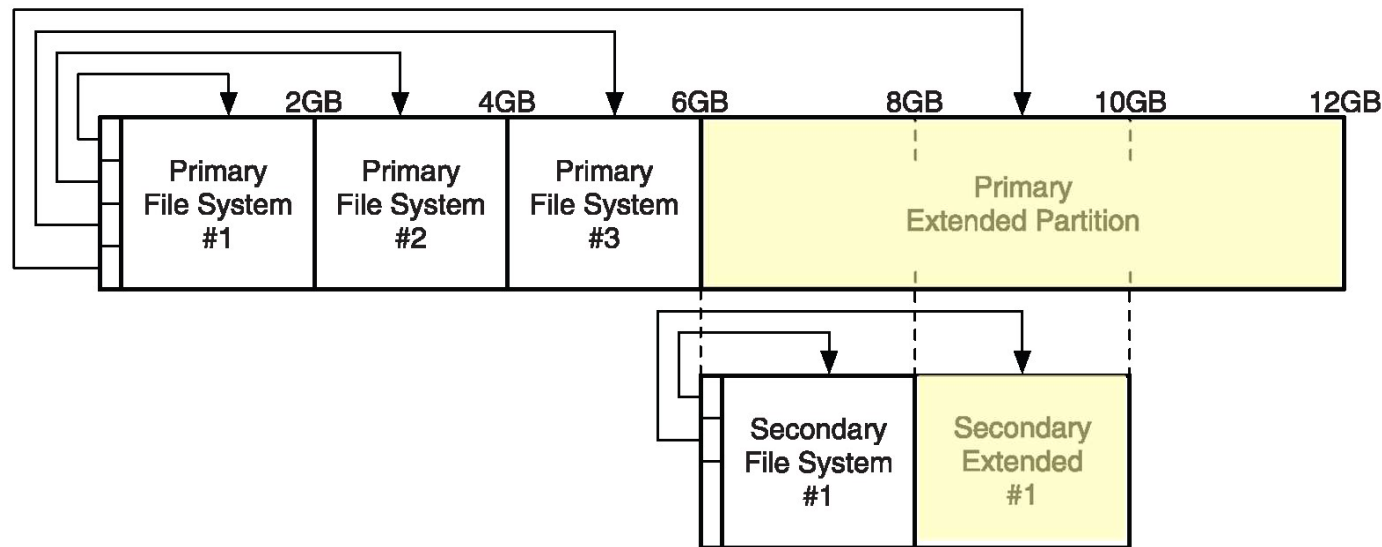 2GB
4GB
6GB
8GB
10GB
12GB
Primary
File System
#1
Primary
File System
#2
Primary
File System
#3
Primary
Extended Partition
Secondary
File System
#1
Secondary
Extended
#1